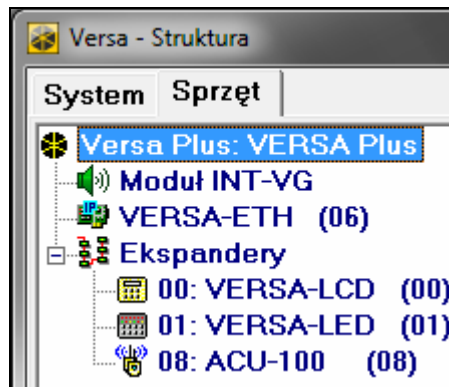 Versa - Struktura
System Sprzęt
Versa Plus: VERSA Plus
Moduł INT-VG
VERSA-ETH (06)
Ekspandery
00: VERSA-LCD (00)
01: VERSA-LED (01)
08: ACU-100 (08)